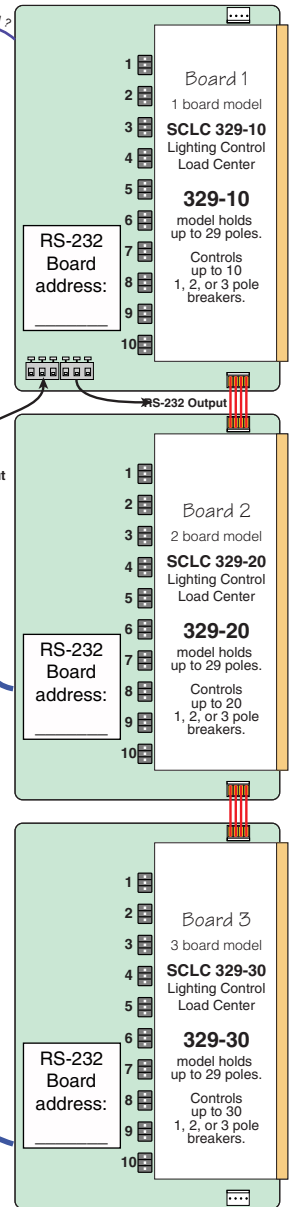 1
2
3
4
5
6
7
8
9
10
Board 1
1 board model
SCLC 329-10
Lighting Control
Load Center
329-10
model holds
up to 29 poles.
Controls
up to 10
1, 2, or 3 pole
breakers.
RS-232
Board
address:
RS-232 Output
1
2
3
4
5
6
7
8
9
10
Board 2
2 board model
SCLC 329-20
Lighting Control
Load Center
329-20
model holds
up to 29 poles.
Controls
up to 20
1, 2, or 3 pole
breakers.
RS-232
Board
address:
1
2
3
4
5
6
7
8
9
10
Board 3
3 board model
SCLC 329-30
Lighting Control
Load Center
329-30
model holds
up to 29 poles.
Controls
up to 30
1, 2, or 3 pole
breakers.
RS-232
Board
address: